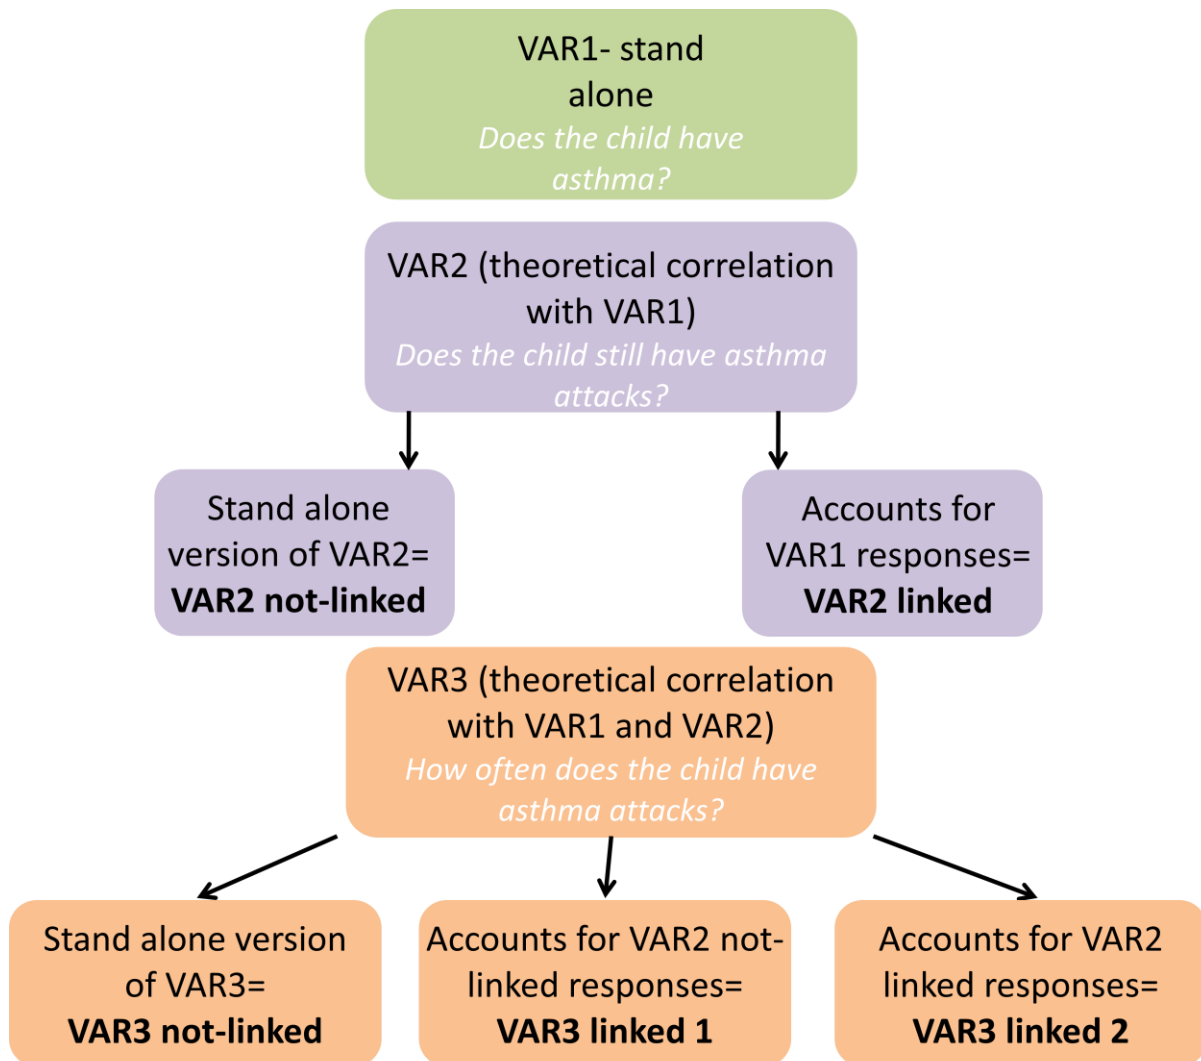 VAR1- stand
alone
Does the child have
asthma?
VAR2 (theoretical correlation
with VAR1)
Does the child still have asthma
attacks?
Stand alone
version of VAR2=
VAR2 not-linked
Accounts for
VAR1 responses=
VAR2 linked
VAR3 (theoretical correlation
with VAR1 and VAR2)
How often does the child have
asthma attacks?
Stand alone version
of VAR3=
VAR3 not-linked
Accounts for VAR2 not-
linked responses=
VAR3 linked 1
Accounts for VAR2
linked responses=
VAR3 linked 2